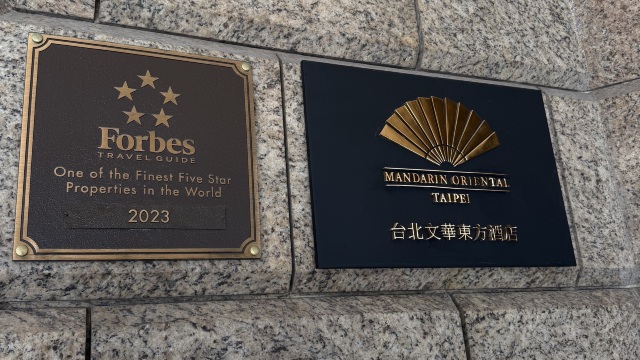 Forbes
TRAVEL GUIDE
One of the Finest Five Star
Properties in the World
2023
MANDARIN ORIENTAL
TAIPEI
台北文華東方酒店